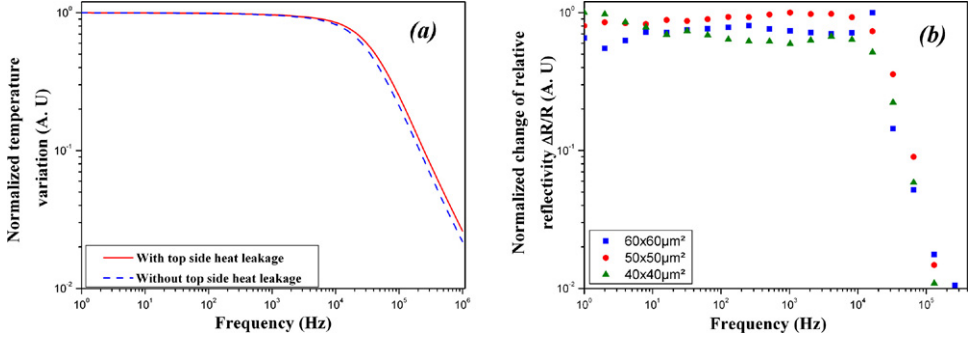 (a)
Normalized temperature
variation (A. U)
10⁰
10⁻¹
10⁻²
With top side heat leakage
Without top side heat leakage
10⁰ 10¹ 10² 10³ 10⁴ 10⁵ 10⁶
Frequency (Hz)
(b)
Normalized change of relative
reflectivity ΔR/R (A. U)
10⁰
10⁻¹
10⁻²
60x60µm²
50x50µm²
40x40µm²
10⁰ 10¹ 10² 10³ 10⁴ 10⁵
Frequency (Hz)